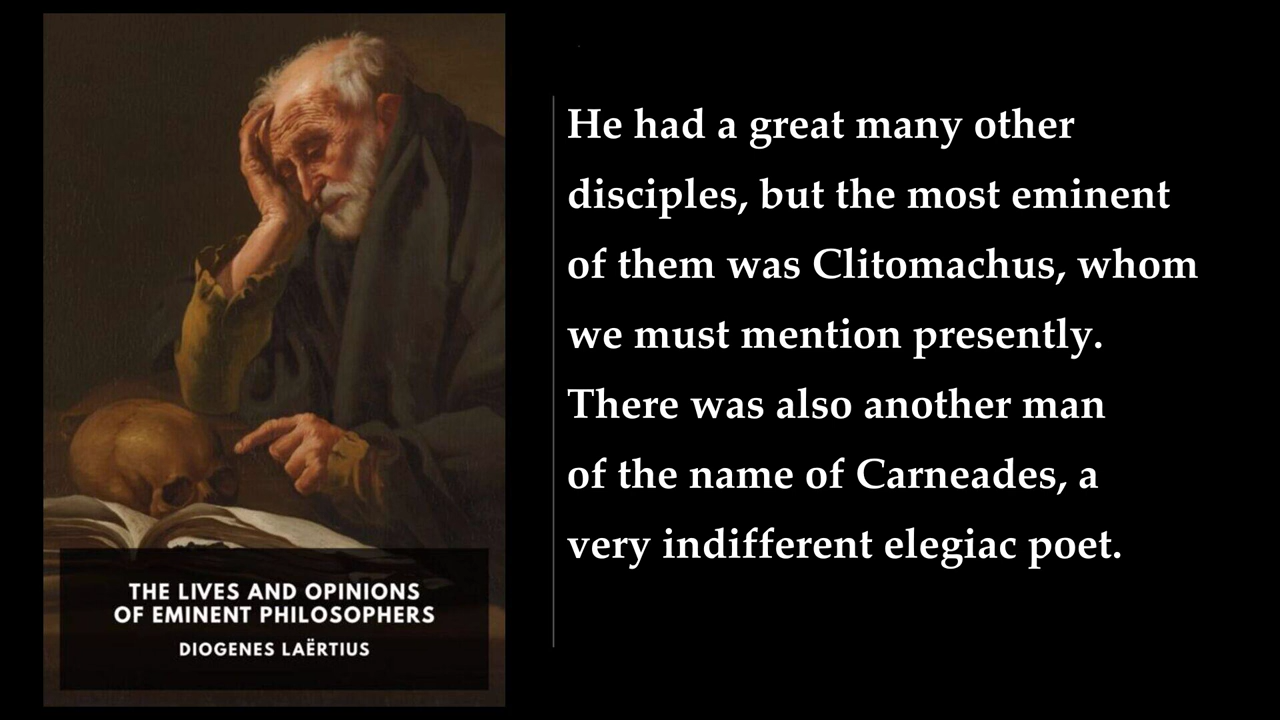 THE LIVES AND OPINIONS
OF EMINENT PHILOSOPHERS
DIOGENES LAËRTIUS
He had a great many other
disciples, but the most eminent
of them was Clitomachus, whom
we must mention presently.
There was also another man
of the name of Carneades, a
very indifferent elegiac poet.